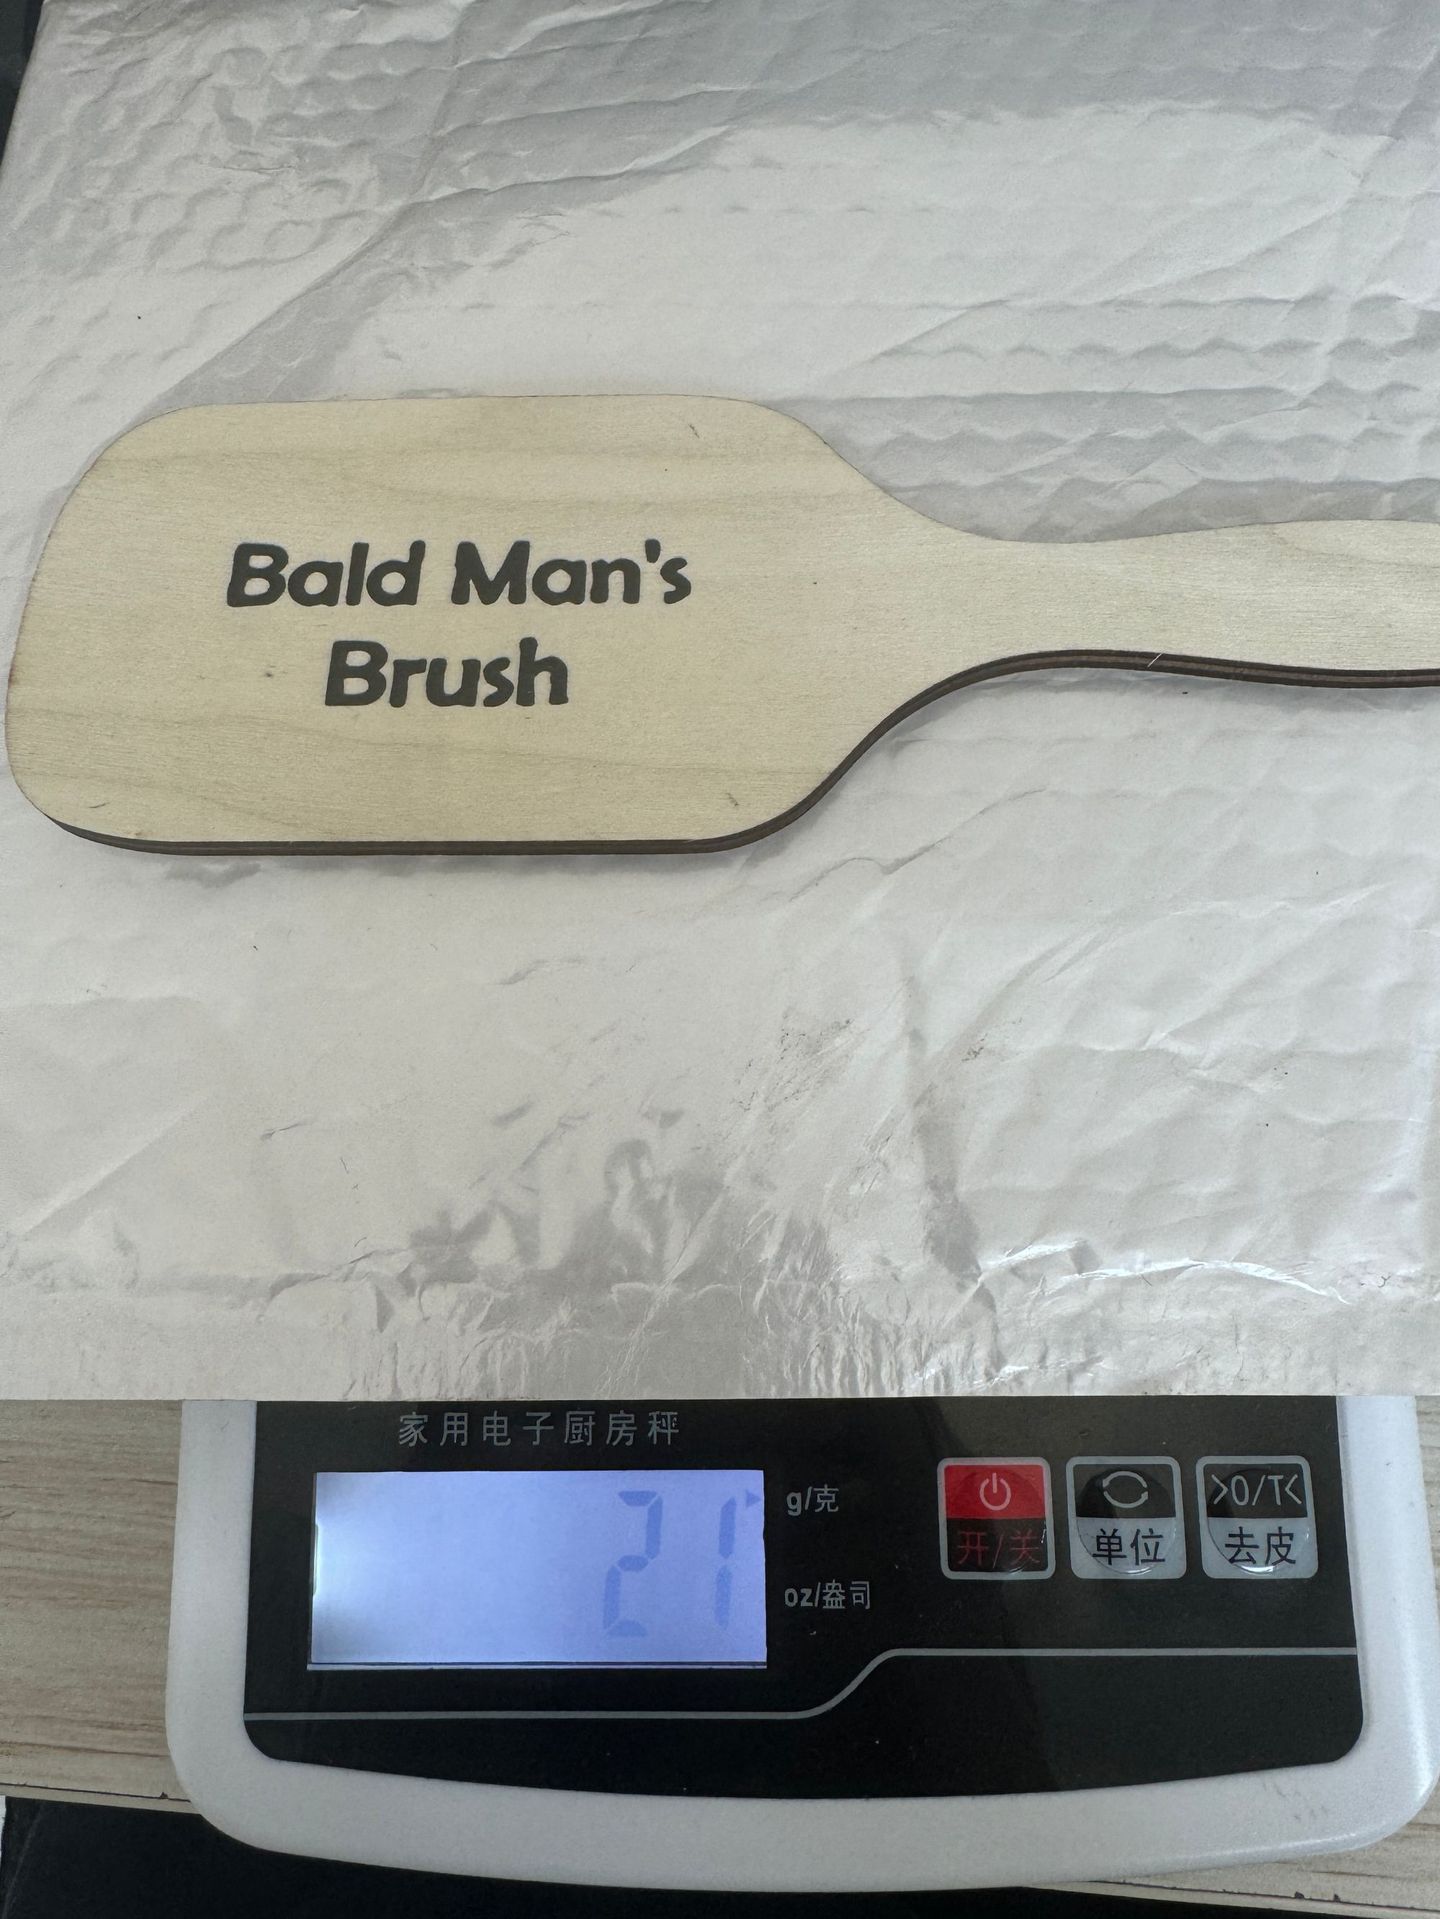 Bald Man's
Brush
家用电子厨房秤
21
g/克
oz/盎司
开/关
单位
>0/T<
去皮